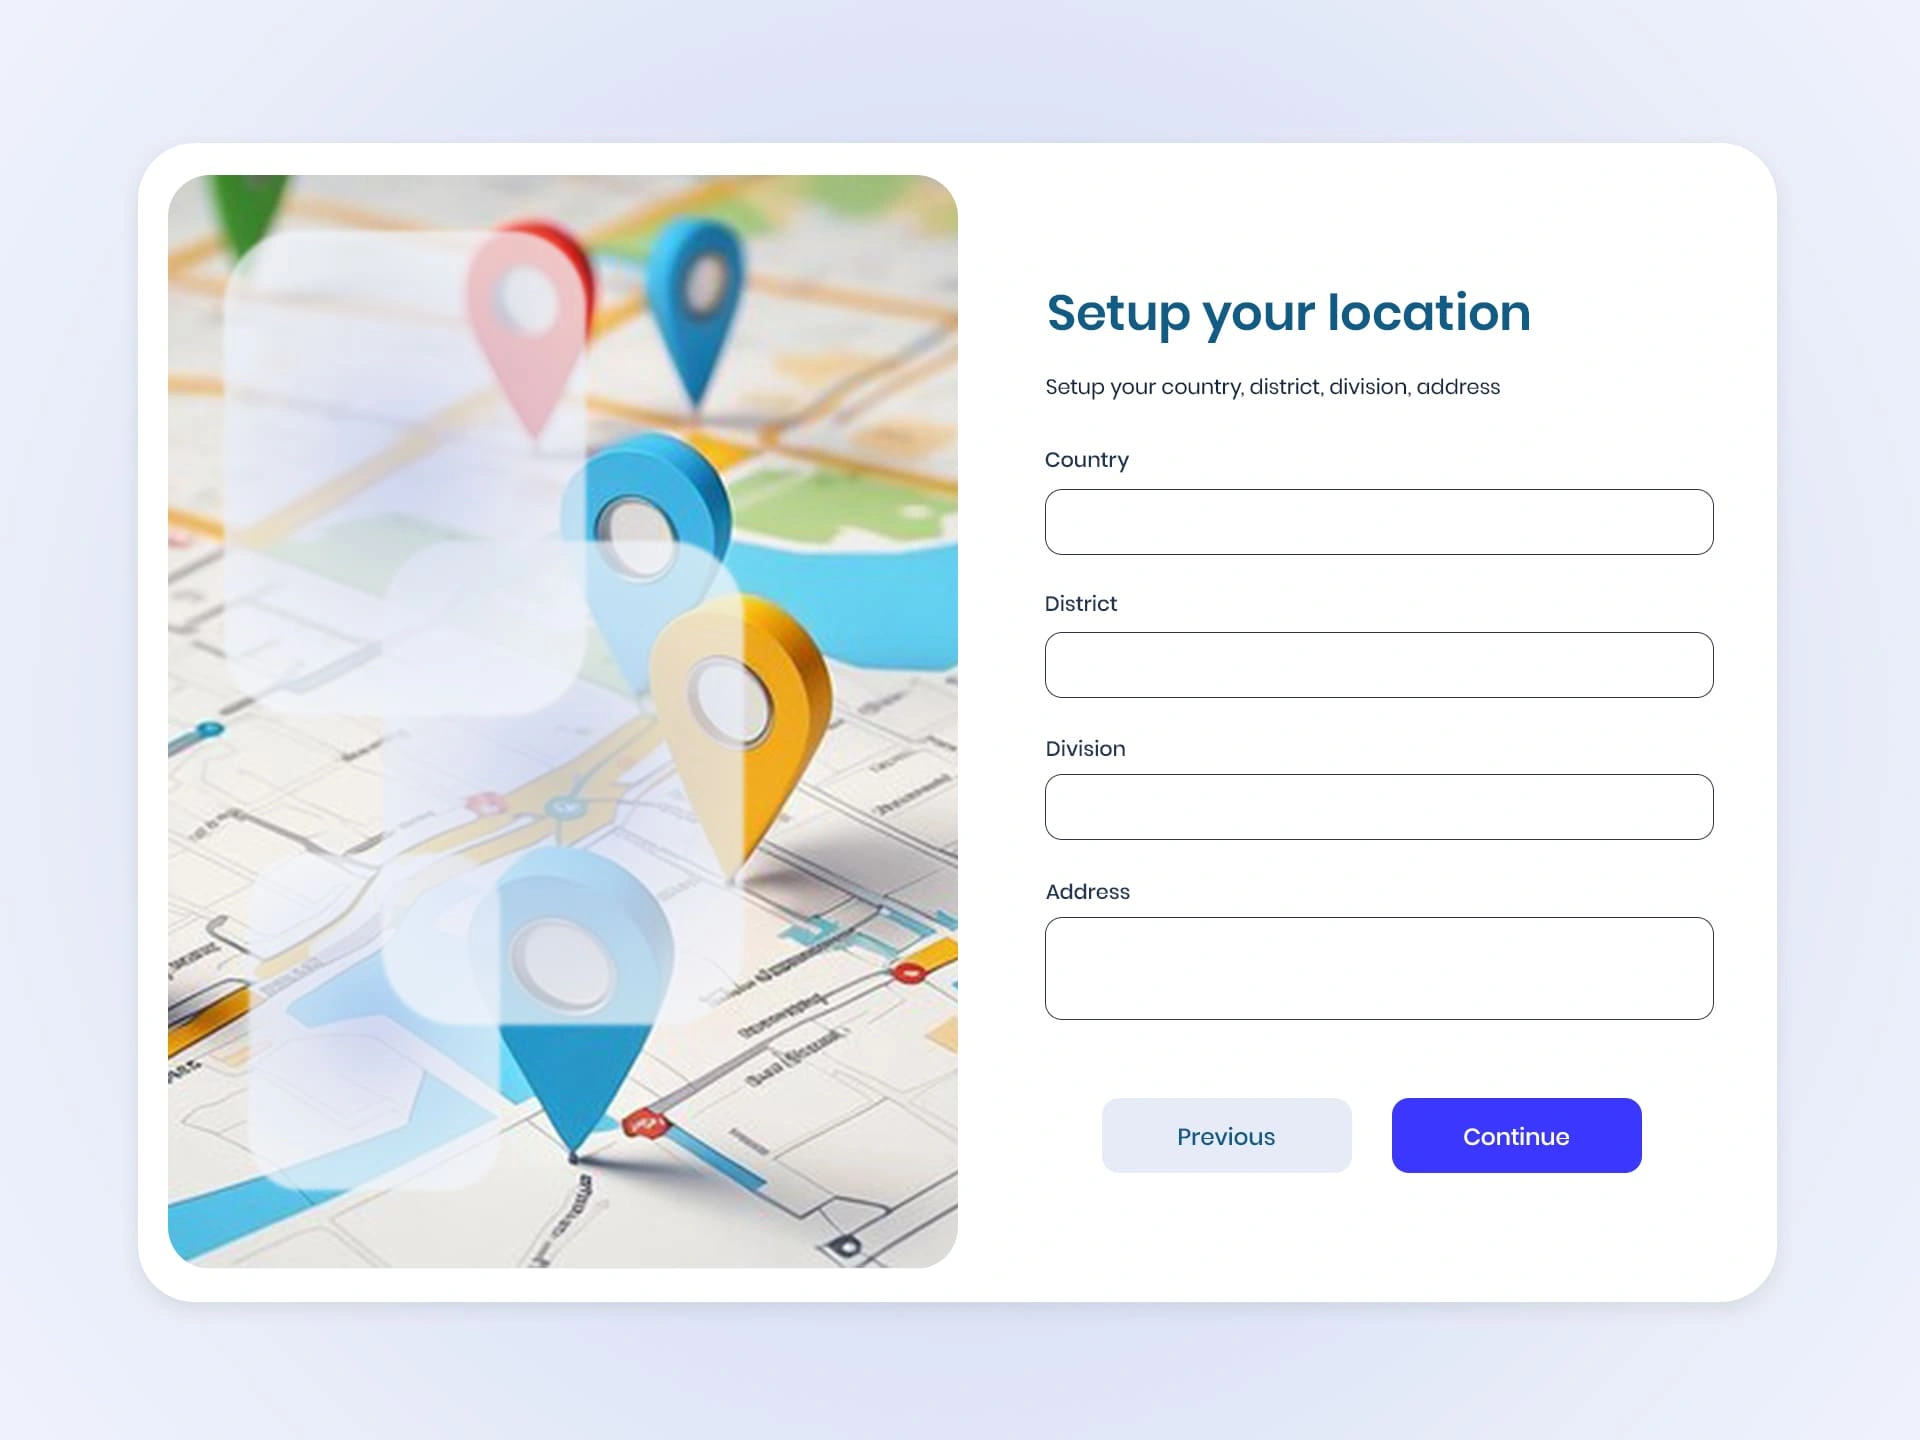 Setup your location
Setup your country, district, division, address
Country
District
Division
Address
Previous
Continue